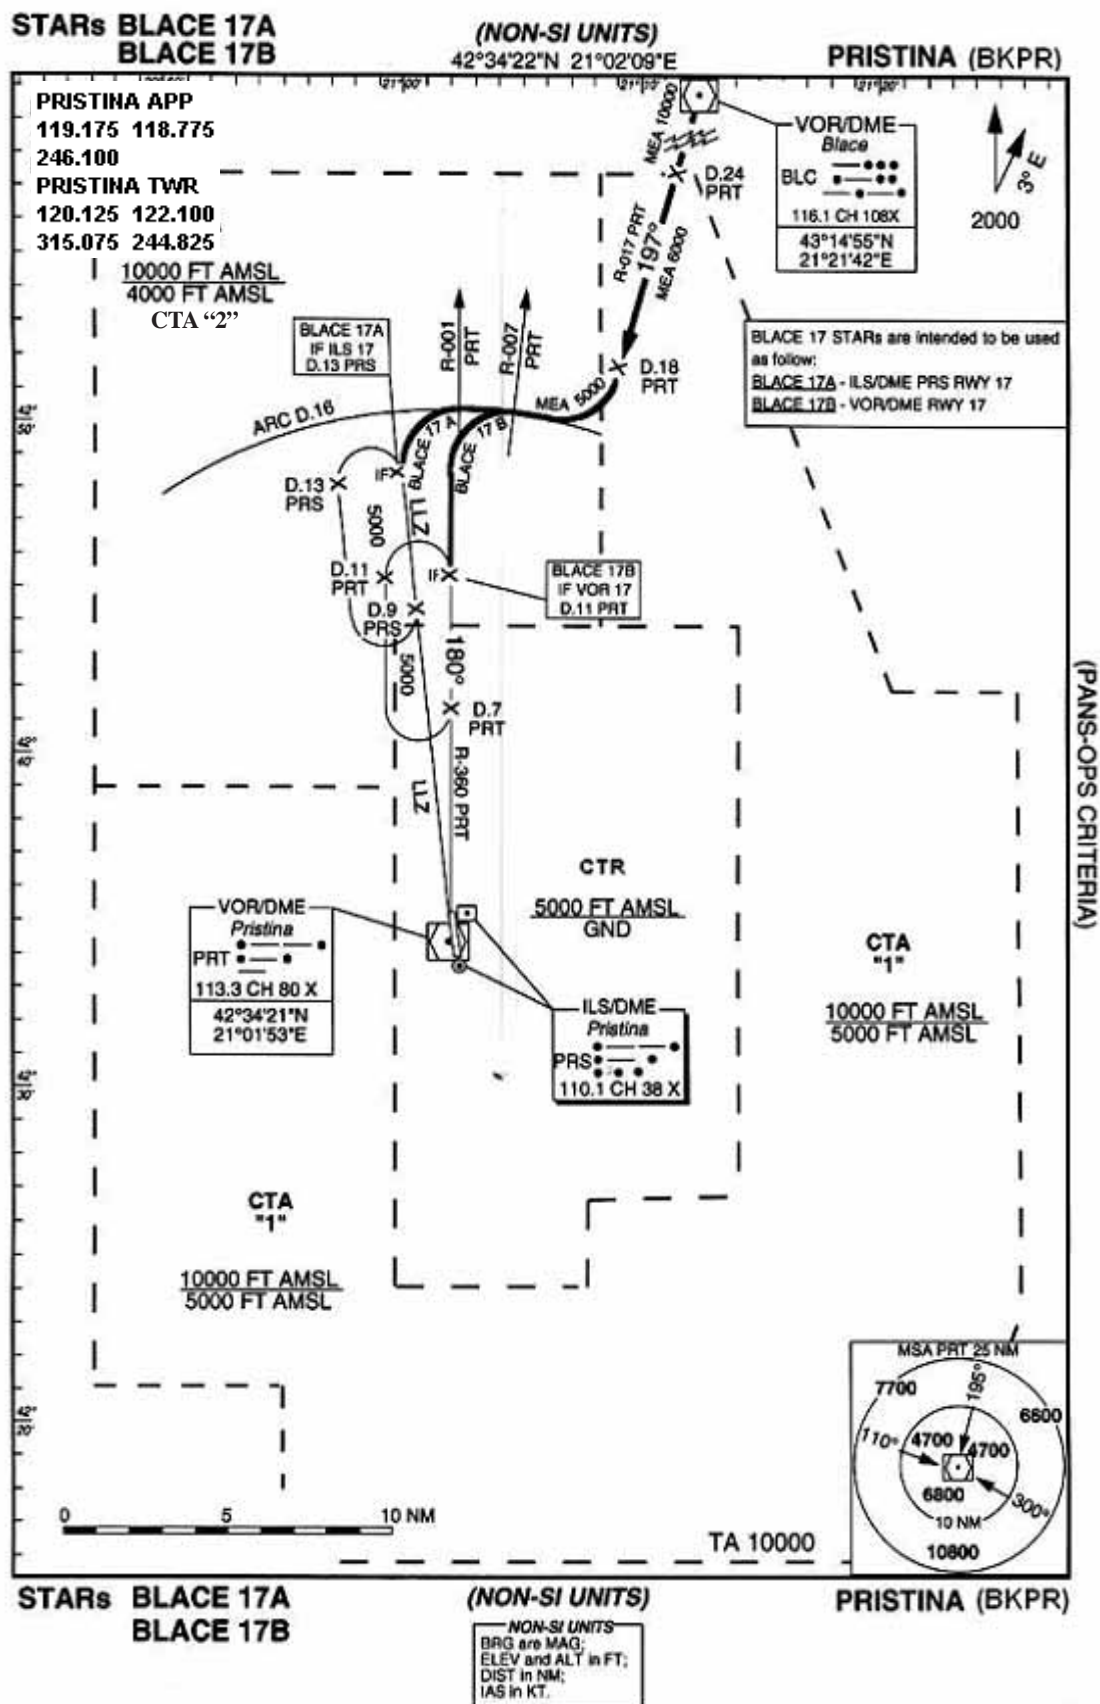 STARs BLACE 17A
BLACE 17B
(NON-SI UNITS)
42°34'22"N 21°02'09"E
PRISTINA (BKPR)
PRISTINA APP
119.175 118.775
246.100
PRISTINA TWR
120.125 122.100
315.075 244.825
21°00'
21°10'
21°20'
MEA 10000
VOR/DME
Blace
BLC
116.1 CH 108X
43°14'55"N
21°21'42"E
3° E
2000
D.24
PRT
R-017 PRT
197°
MEA 6000
10000 FT AMSL
4000 FT AMSL
CTA “2”
BLACE 17A
IF ILS 17
D.13 PRS
R-001
PRT
R-007
PRT
D.18
PRT
MEA 5000
BLACE 17 STARs are intended to be used
as follow:
BLACE 17A - ILS/DME PRS RWY 17
BLACE 17B - VOR/DME RWY 17
ARC D.16
BLACE 17 A
BLACE 17 B
IF
D.13
PRS
5000
LLZ
D.11
PRT
IF
BLACE 17B
IF VOR 17
D.11 PRT
D.9
PRS
5000
180°
D.7
PRT
LLZ
R-360 PRT
(PANS-OPS CRITERIA)
CTR
5000 FT AMSL
GND
VOR/DME
Pristina
PRT
113.3 CH 80 X
42°34'21"N
21°01'53"E
ILS/DME
Pristina
PRS
110.1 CH 38 X
CTA
"1"
10000 FT AMSL
5000 FT AMSL
CTA
"1"
10000 FT AMSL
5000 FT AMSL
MSA PRT 25 NM
7700
195°
6600
110°
4700
4700
6800
300°
10 NM
10800
0 5 10 NM
TA 10000
STARs BLACE 17A
BLACE 17B
(NON-SI UNITS)
PRISTINA (BKPR)
NON-SI UNITS
BRG are MAG;
ELEV and ALT in FT;
DIST in NM;
IAS in KT.